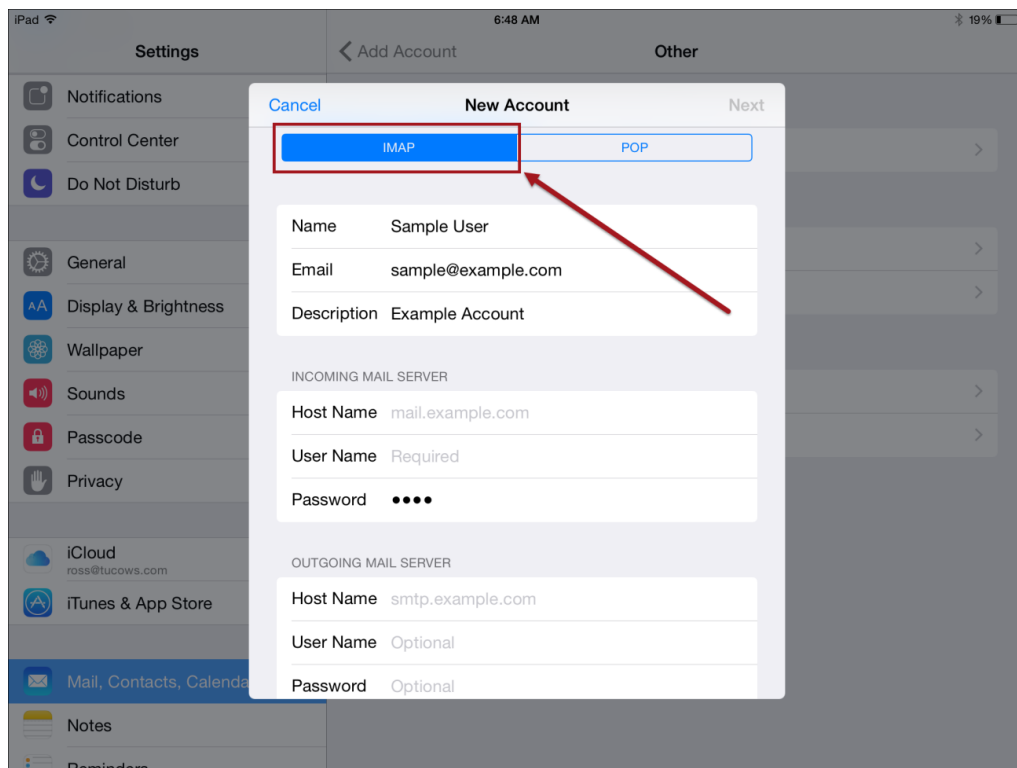 iPad 6:48 AM 19%
Settings
Add Account
Other
Notifications
Control Center
Do Not Disturb
General
AA Display & Brightness
Wallpaper
Sounds
Passcode
Privacy
iCloud
ross@tucows.com
iTunes & App Store
Mail, Contacts, Calenda
Notes
Reminders
Cancel New Account Next
IMAP POP
Name Sample User
Email sample@example.com
Description Example Account
INCOMING MAIL SERVER
Host Name mail.example.com
User Name Required
Password ●●●●
OUTGOING MAIL SERVER
Host Name smtp.example.com
User Name Optional
Password Optional